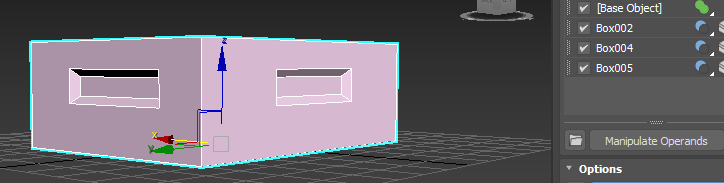 [Base Object]
Box002
Box004
Box005
Manipulate Operands
Options
z
x
y